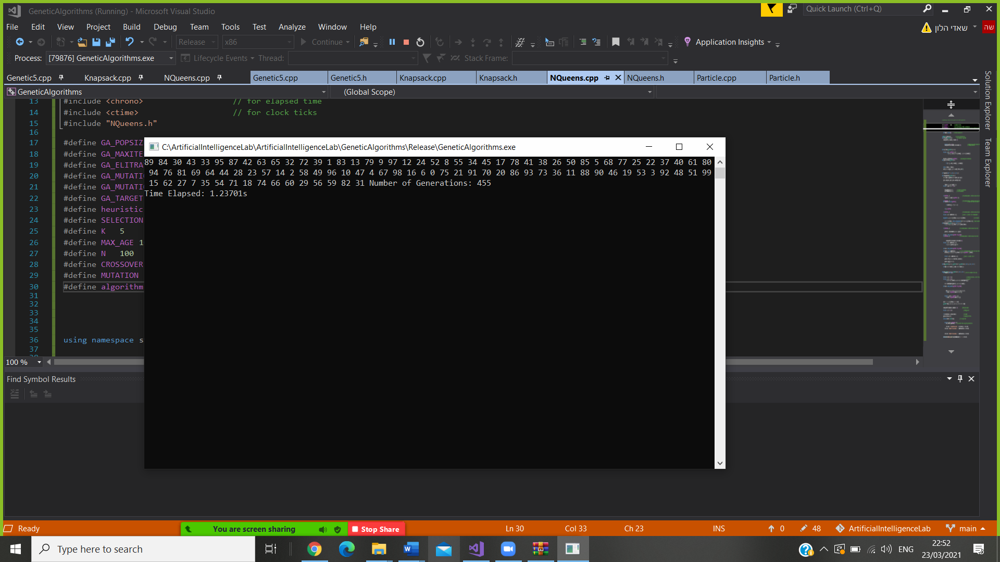 GeneticAlgorithms (Running) - Microsoft Visual Studio
Quick Launch (Ctrl+Q)
File Edit View Project Build Debug Team Tools Test Analyze Window Help
שאדי הלון
שה
Release x86 Continue Application Insights
Process: [79876] GeneticAlgorithms.exe Lifecycle Events Thread: Stack Frame:
Genetic5.cpp Knapsack.cpp NQueens.cpp Genetic5.cpp Genetic5.h Knapsack.cpp Knapsack.h NQueens.cpp NQueens.h Particle.cpp Particle.h
GeneticAlgorithms (Global Scope)
Solution Explorer
Team Explorer
13 #include <chrono> // for elapsed time
14 #include <ctime> // for clock ticks
15 #include "NQueens.h"
16
17 #define GA_POPSIZ
18 #define GA_MAXITE
19 #define GA_ELITRA
20 #define GA_MUTATI
21 #define GA_MUTATI
22 #define GA_TARGET
23 #define heuristic
24 #define SELECTION
25 #define K 5
26 #define MAX_AGE 1
27 #define N 100
28 #define CROSSOVER
29 #define MUTATION
30 #define algorithm
31
32
33
34
35
36 using namespace s
37
38
C:\ArtificialIntelligenceLab\ArtificialIntelligenceLab\GeneticAlgorithms\Release\GeneticAlgorithms.exe
89 84 30 43 33 95 87 42 63 65 32 72 39 1 83 13 79 9 97 12 24 52 8 55 34 45 17 78 41 38 26 50 85 5 68 77 25 22 37 40 61 80
94 76 81 69 64 44 28 23 57 14 2 58 49 96 10 47 4 67 98 16 6 0 75 21 91 70 20 86 93 73 36 11 88 90 46 19 53 3 92 48 51 99
15 62 27 7 35 54 71 18 74 66 60 29 56 59 82 31 Number of Generations: 455
Time Elapsed: 1.23701s
100 %
Find Symbol Results
Ready
You are screen sharing
Stop Share
Ln 30 Col 33 Ch 23 INS 0 48 ArtificialIntelligenceLab main
Type here to search
ENG
22:52
23/03/2021